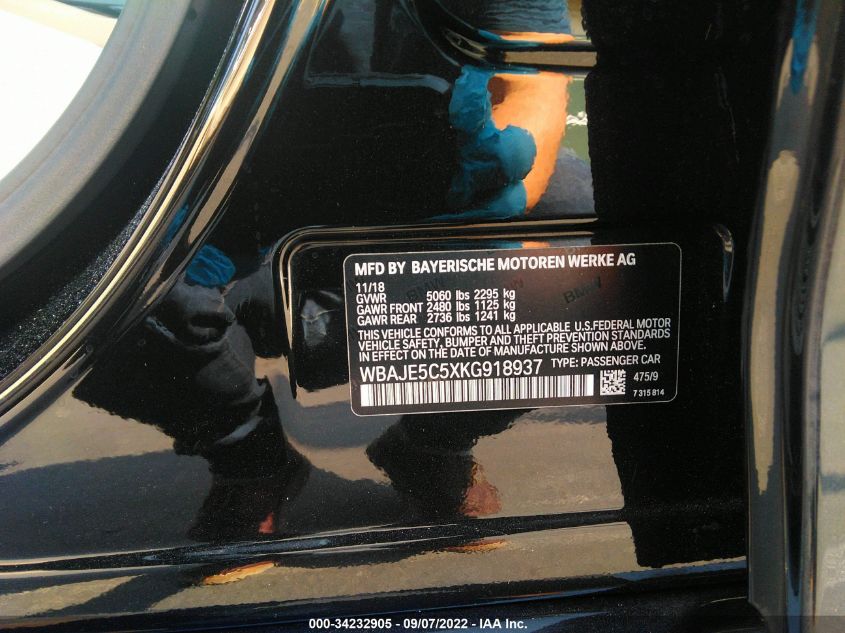 MFD BY BAYERISCHE MOTOREN WERKE AG
11/18
GVWR 5060 lbs 2295 kg
GAWR FRONT 2480 lbs 1125 kg
GAWR REAR 2736 lbs 1241 kg
THIS VEHICLE CONFORMS TO ALL APPLICABLE U.S.FEDERAL MOTOR
VEHICLE SAFETY, BUMPER AND THEFT PREVENTION STANDARDS
IN EFFECT ON THE DATE OF MANUFACTURE SHOWN ABOVE.
WBAJE5C5XKG918937 TYPE: PASSENGER CAR
475/9
7 315 814
000-34232905 - 09/07/2022 - IAA Inc.